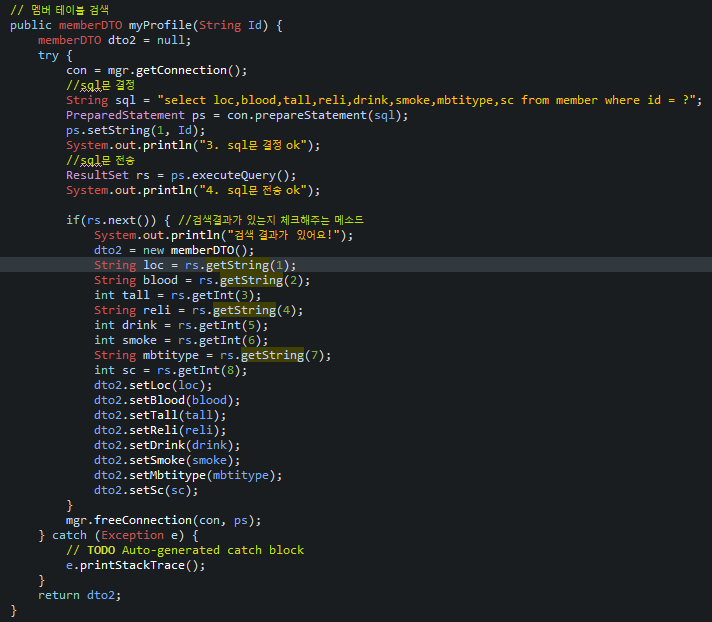 // 멤버 테이블 검색
public memberDTO myProfile(String Id) {
memberDTO dto2 = null;
try {
con = mgr.getConnection();
//sql문 결정
String sql = "select loc,blood,tall,reli,drink,smoke,mbtitype,sc from member where id = ?";
PreparedStatement ps = con.prepareStatement(sql);
ps.setString(1, Id);
System.out.println("3. sql문 결정 ok");
//sql문 전송
ResultSet rs = ps.executeQuery();
System.out.println("4. sql문 전송 ok");
if(rs.next()) { //검색결과가 있는지 체크해주는 메소드
System.out.println("검색 결과가 있어요!");
dto2 = new memberDTO();
String loc = rs.getString(1);
String blood = rs.getString(2);
int tall = rs.getInt(3);
String reli = rs.getString(4);
int drink = rs.getInt(5);
int smoke = rs.getInt(6);
String mbtitype = rs.getString(7);
int sc = rs.getInt(8);
dto2.setLoc(loc);
dto2.setBlood(blood);
dto2.setTall(tall);
dto2.setReli(reli);
dto2.setDrink(drink);
dto2.setSmoke(smoke);
dto2.setMbtitype(mbtitype);
dto2.setSc(sc);
}
mgr.freeConnection(con, ps);
} catch (Exception e) {
// TODO Auto-generated catch block
e.printStackTrace();
}
return dto2;
}